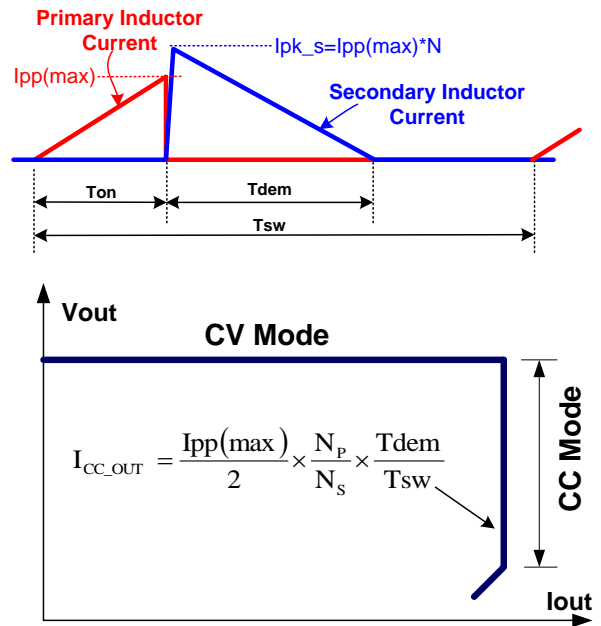 Primary Inductor
Current
Ipk_s=Ipp(max)*N
Ipp(max)
Secondary Inductor
Current
Ton
Tdem
Tsw
Vout
CV Mode
I_CC_OUT = Ipp(max)/2 × N_P/N_S × Tdem/Tsw
CC Mode
Iout